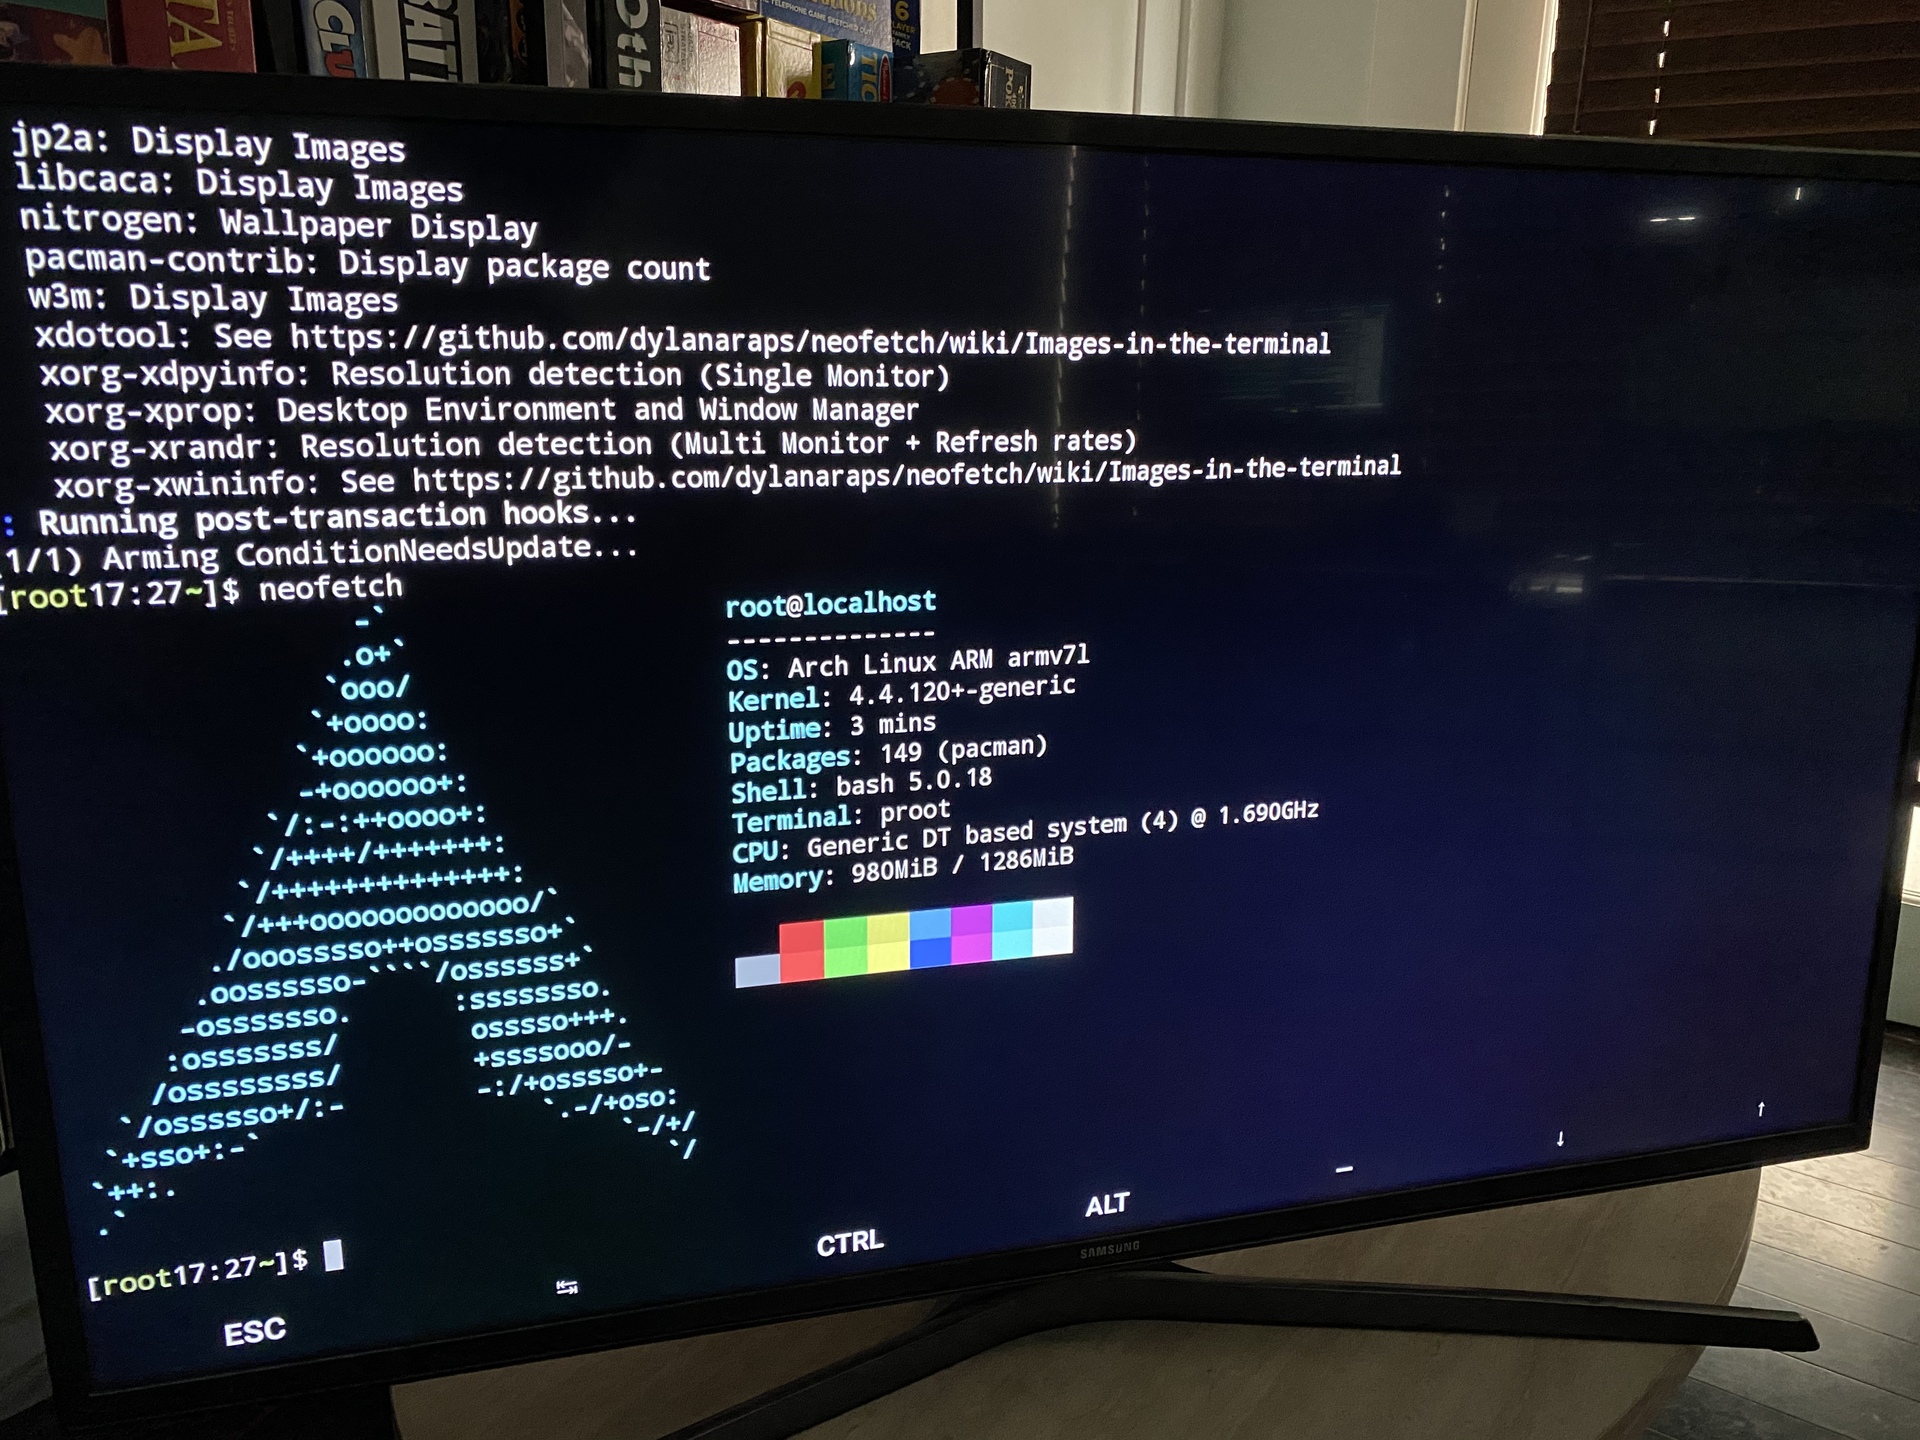 TA
CLU
Oth
6
PACK
TIC
jp2a: Display Images
libcaca: Display Images
nitrogen: Wallpaper Display
pacman-contrib: Display package count
w3m: Display Images
xdotool: See https://github.com/dylanaraps/neofetch/wiki/Images-in-the-terminal
xorg-xdpyinfo: Resolution detection (Single Monitor)
xorg-xprop: Desktop Environment and Window Manager
xorg-xrandr: Resolution detection (Multi Monitor + Refresh rates)
xorg-xwininfo: See https://github.com/dylanaraps/neofetch/wiki/Images-in-the-terminal
: Running post-transaction hooks...
1/1) Arming ConditionNeedsUpdate...
[root17:27~]$ neofetch
root@localhost
--------------
OS: Arch Linux ARM armv7l
Kernel: 4.4.120+-generic
Uptime: 3 mins
Packages: 149 (pacman)
Shell: bash 5.0.18
Terminal: proot
CPU: Generic DT based system (4) @ 1.690GHz
Memory: 980MiB / 1286MiB
[root17:27~]$
ESC
CTRL
ALT
–
↓
↑
SAMSUNG